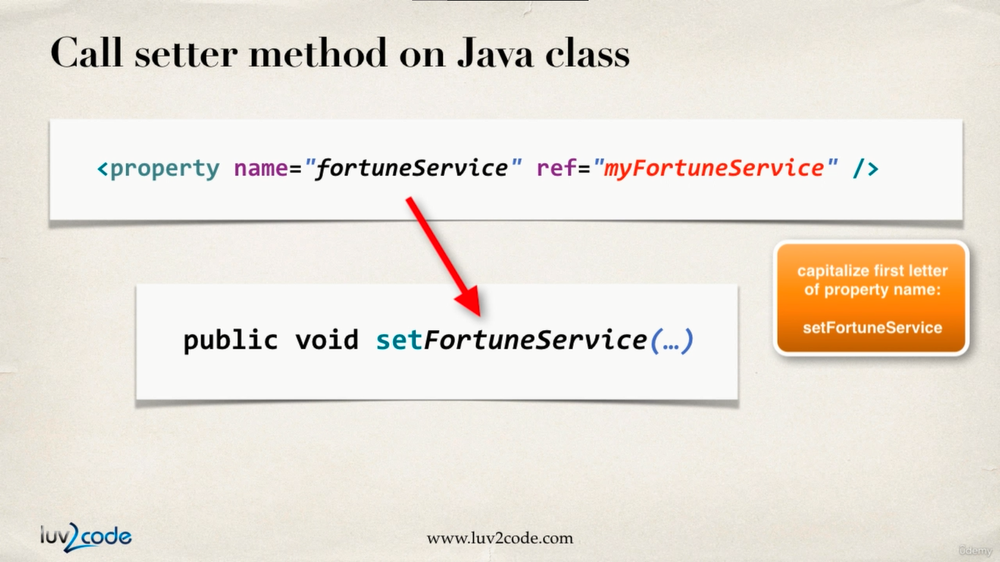 Call setter method on Java class
<property name="fortuneService" ref="myFortuneService" />
capitalize first letter
of property name:
setFortuneService
public void setFortuneService(…)
luv2code
www.luv2code.com
ûdemy